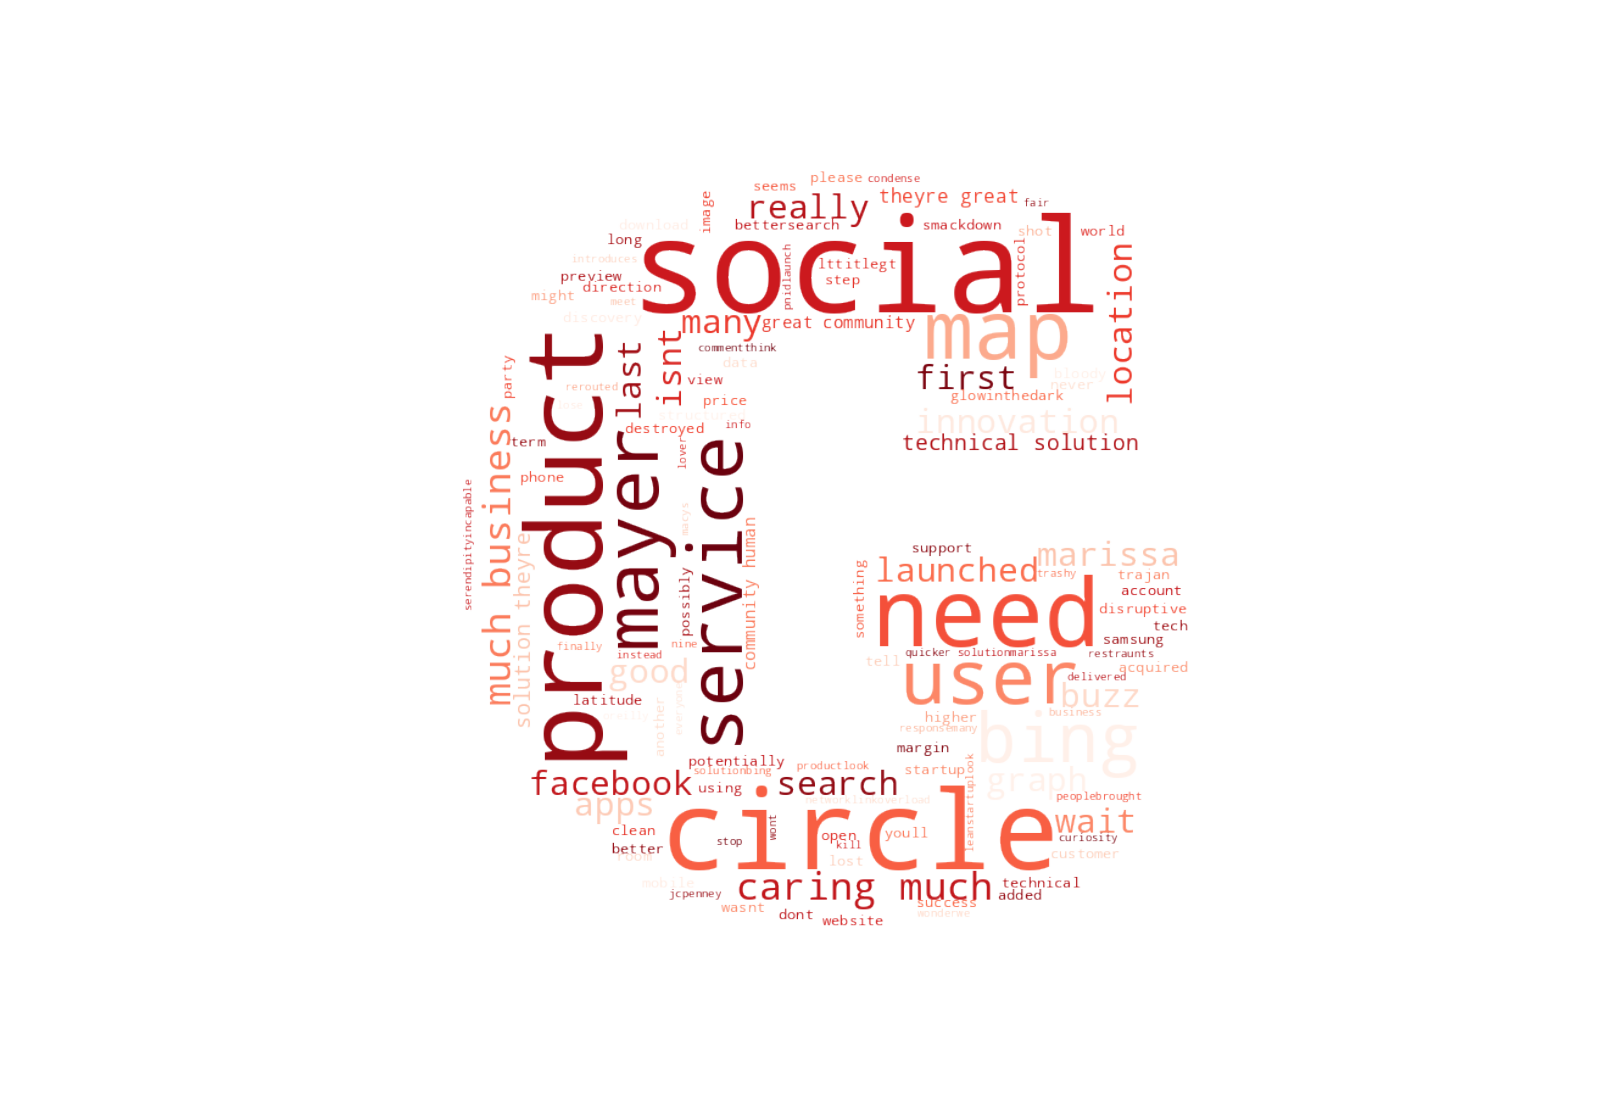 please
condense
seems
theyre great
fair
image
really
download
bettersearch
smackdown
shot
world
long
social
introduces
lttitlegt
protocol
location
pnidlaunch
preview
step
direction
might
meet
discovery
many
great community
map
isnt
last
product
commentthink
data
first
bloody
never
party
view
rerouted
price
glowinthedark
innovation
much business
destroyed
info
term
mayer
lover
service
technical solution
phone
serendipityincapable
solution theyre
macys
community human
possibly
support
launched
marissa
something
trashy
trajan
need
account
disruptive
tech
samsung
finally
nine
instead
quicker
solutionmarissa
restraunts
good
tell
user
acquired
delivered
latitude
everyone
another
buzz
higher
business
responsemany
bing
margin
potentially
productlook
solutionbing
startup
graph
facebook
using
search
leanstartuplook
peoplebrought
apps
networklinkoverload
circle
wait
clean
wont
open
youll
stop
kill
curiosity
better
room
lost
customer
mobile
caring much
technical
jcpenney
added
wasnt
success
dont
website
wonderwe